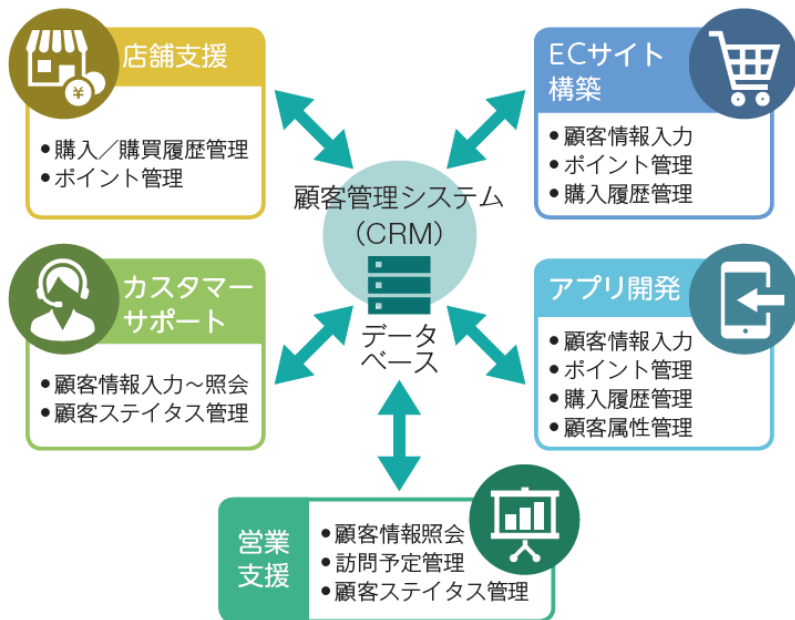 店舗支援
•購入／購買履歴管理
•ポイント管理
ECサイト
構築
•顧客情報入力
•ポイント管理
•購入履歴管理
顧客管理システム
（CRM）
データ
ベース
カスタマー
サポート
•顧客情報入力～照会
•顧客ステイタス管理
アプリ開発
•顧客情報入力
•ポイント管理
•購入履歴管理
•顧客属性管理
営業
支援
•顧客情報照会
•訪問予定管理
•顧客ステイタス管理
¥